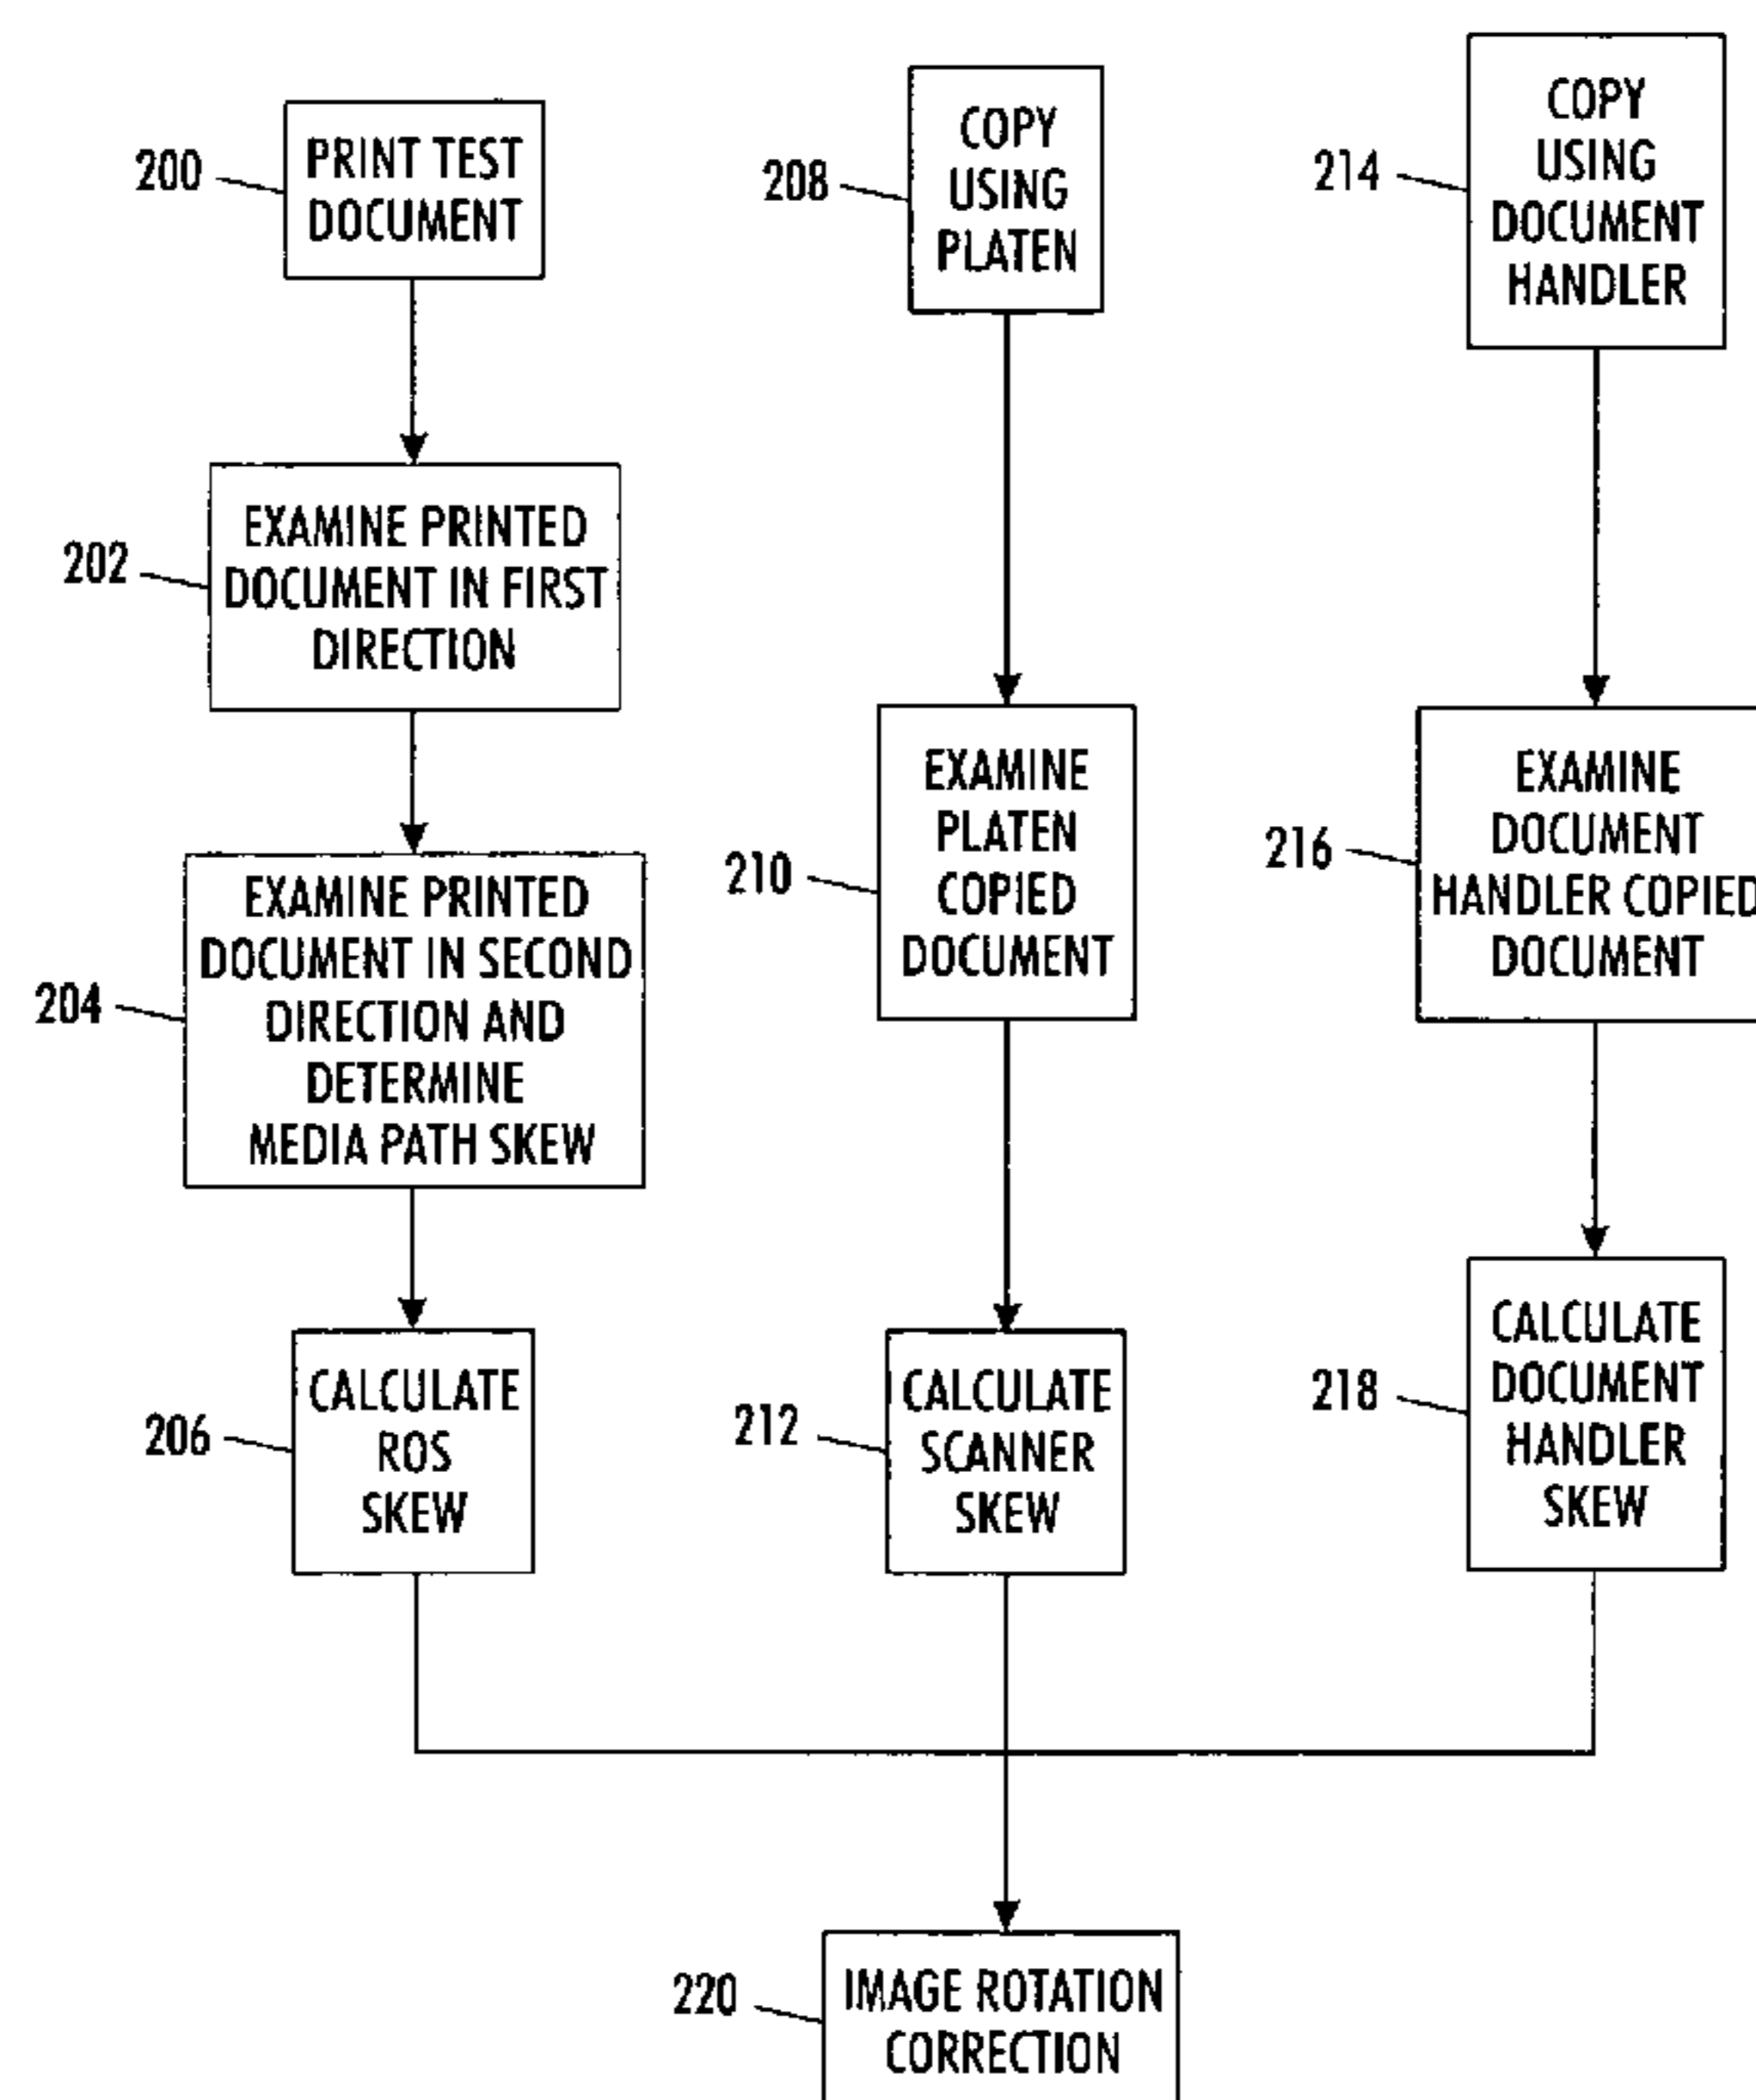 200
PRINT TEST
DOCUMENT
202
EXAMINE PRINTED
DOCUMENT IN FIRST
DIRECTION
204
EXAMINE PRINTED
DOCUMENT IN SECOND
DIRECTION AND
DETERMINE
MEDIA PATH SKEW
206
CALCULATE
ROS
SKEW
208
COPY
USING
PLATEN
210
EXAMINE
PLATEN
COPIED
DOCUMENT
212
CALCULATE
SCANNER
SKEW
214
COPY
USING
DOCUMENT
HANDLER
216
EXAMINE
DOCUMENT
HANDLER COPIED
DOCUMENT
218
CALCULATE
DOCUMENT
HANDLER
SKEW
220
IMAGE ROTATION
CORRECTION